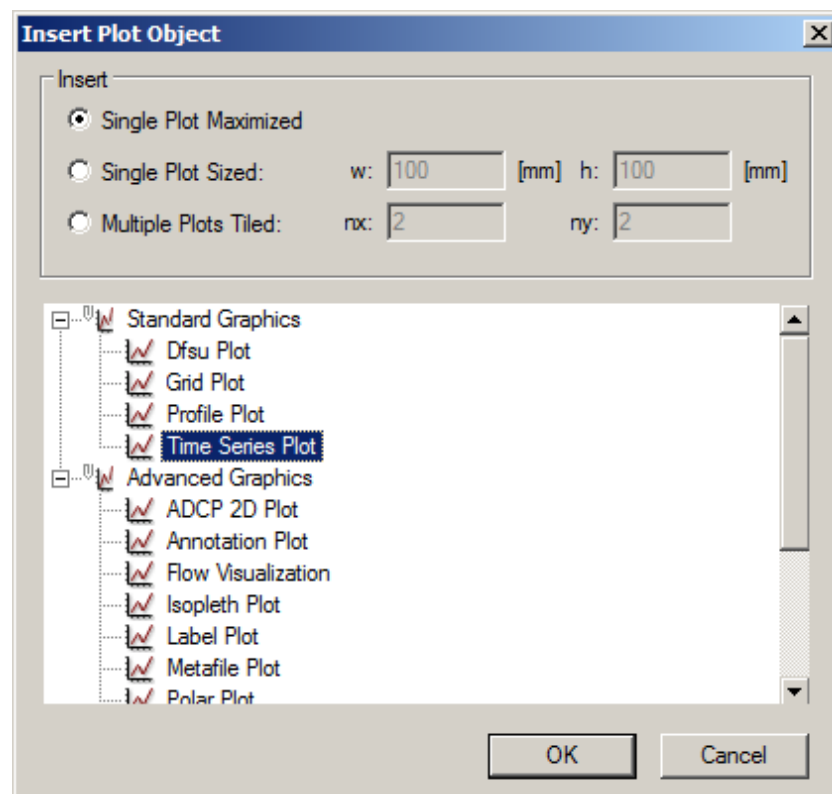 Insert Plot Object
Insert
Single Plot Maximized
Single Plot Sized: w: 100 [mm] h: 100 [mm]
Multiple Plots Tiled: nx: 2 ny: 2
Standard Graphics
Dfsu Plot
Grid Plot
Profile Plot
Time Series Plot
Advanced Graphics
ADCP 2D Plot
Annotation Plot
Flow Visualization
Isopleth Plot
Label Plot
Metafile Plot
Polar Plot
OK Cancel